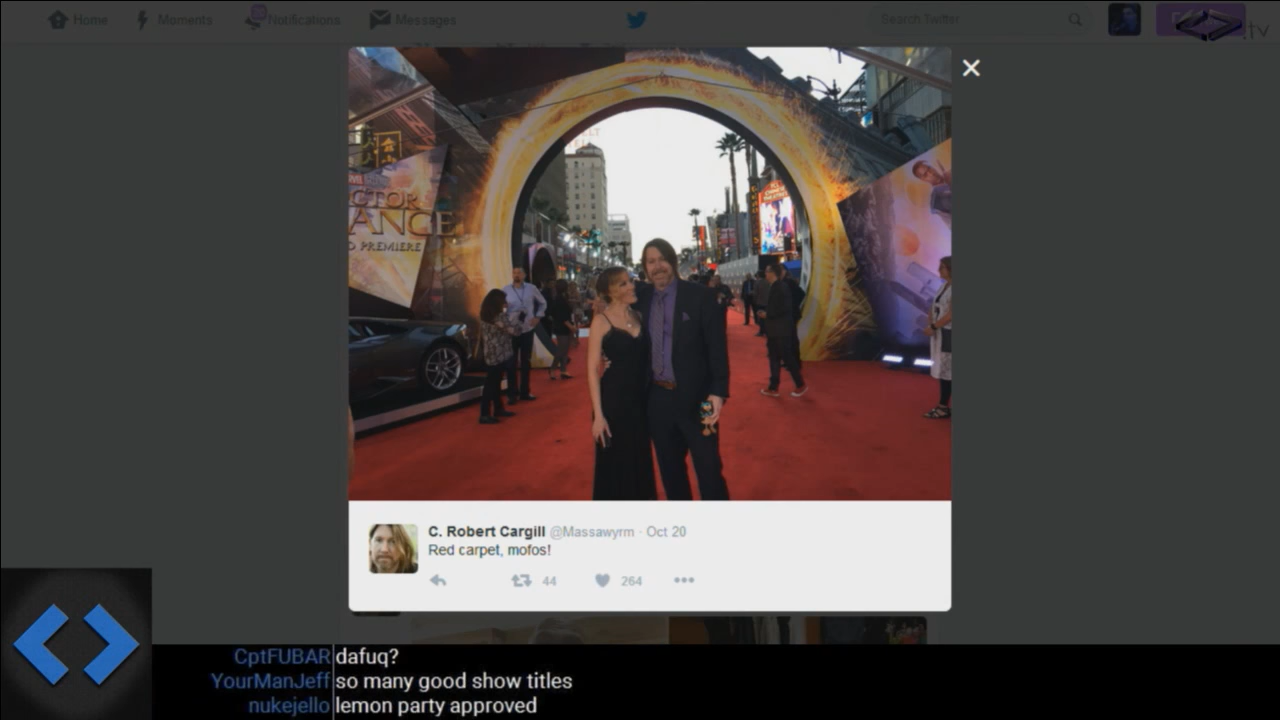 Home
Moments
Notifications
Messages
Search Twitter
.tv
CTOR
ANGE
D PREMIERE
C. Robert Cargill @Massawyrm · Oct 20
Red carpet, mofos!
44
264
CptFUBAR dafuq?
YourManJeff so many good show titles
nukejello lemon party approved